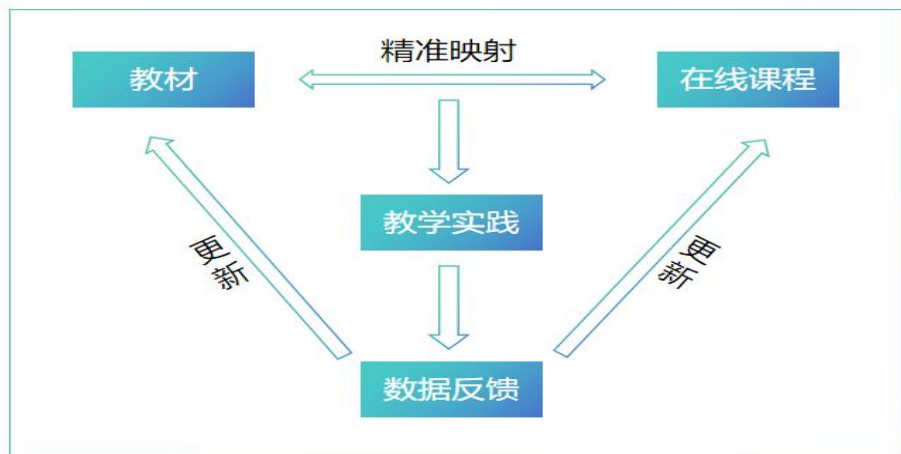 精准映射
教材
在线课程
教学实践
更新
更新
数据反馈